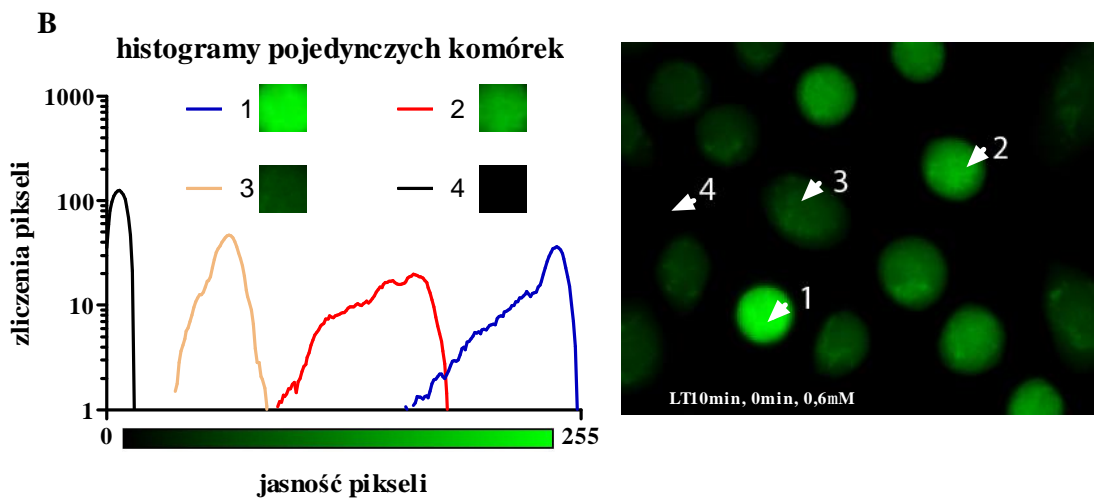 B
histogramy pojedynczych komórek
zliczenia pikseli
1000
100
10
1
1
2
3
4
0
255
jasność pikseli
1
2
3
4
LT10min, 0min, 0,6mM